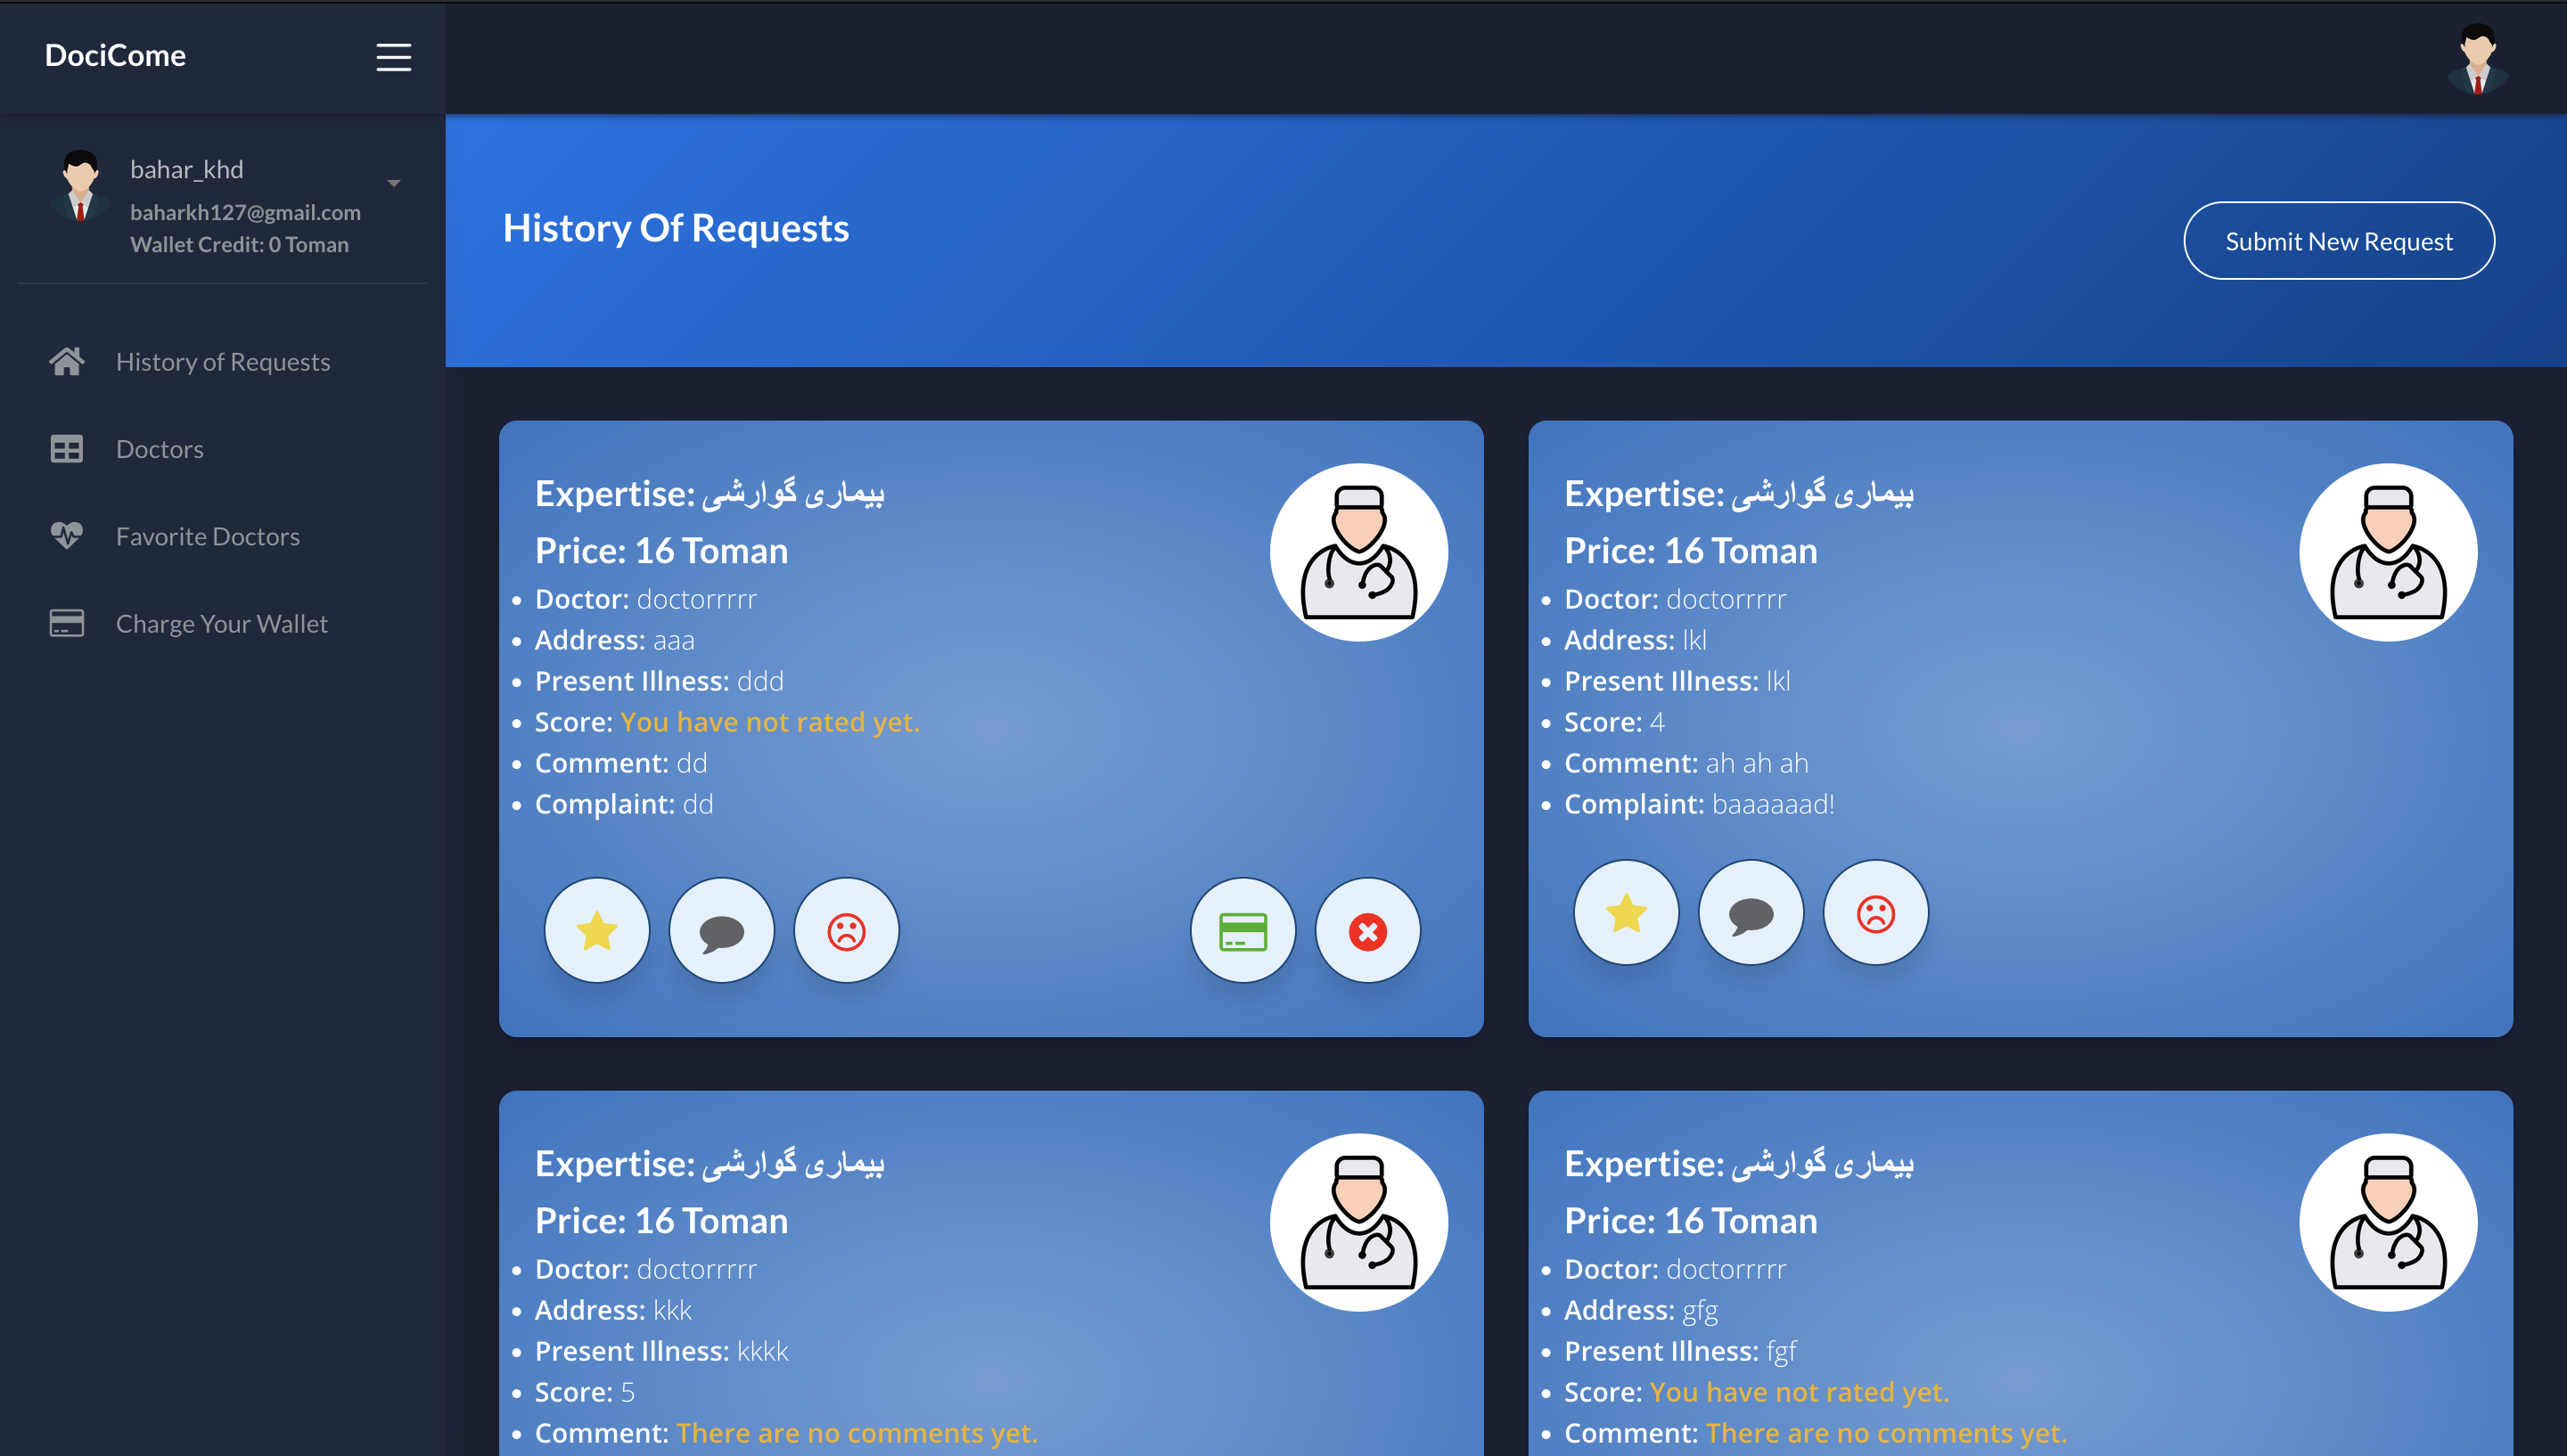 DociCome
bahar_khd
baharkh127@gmail.com
Wallet Credit: 0 Toman
History of Requests
Doctors
Favorite Doctors
Charge Your Wallet
History Of Requests
Submit New Request
Expertise: بیماری گوارشی
Price: 16 Toman
Doctor: doctorrrrr
Address: aaa
Present Illness: ddd
Score: You have not rated yet.
Comment: dd
Complaint: dd
Expertise: بیماری گوارشی
Price: 16 Toman
Doctor: doctorrrrr
Address: lkl
Present Illness: lkl
Score: 4
Comment: ah ah ah
Complaint: baaaaaad!
Expertise: بیماری گوارشی
Price: 16 Toman
Doctor: doctorrrrr
Address: kkk
Present Illness: kkkk
Score: 5
Comment: There are no comments yet.
Expertise: بیماری گوارشی
Price: 16 Toman
Doctor: doctorrrrr
Address: gfg
Present Illness: fgf
Score: You have not rated yet.
Comment: There are no comments yet.